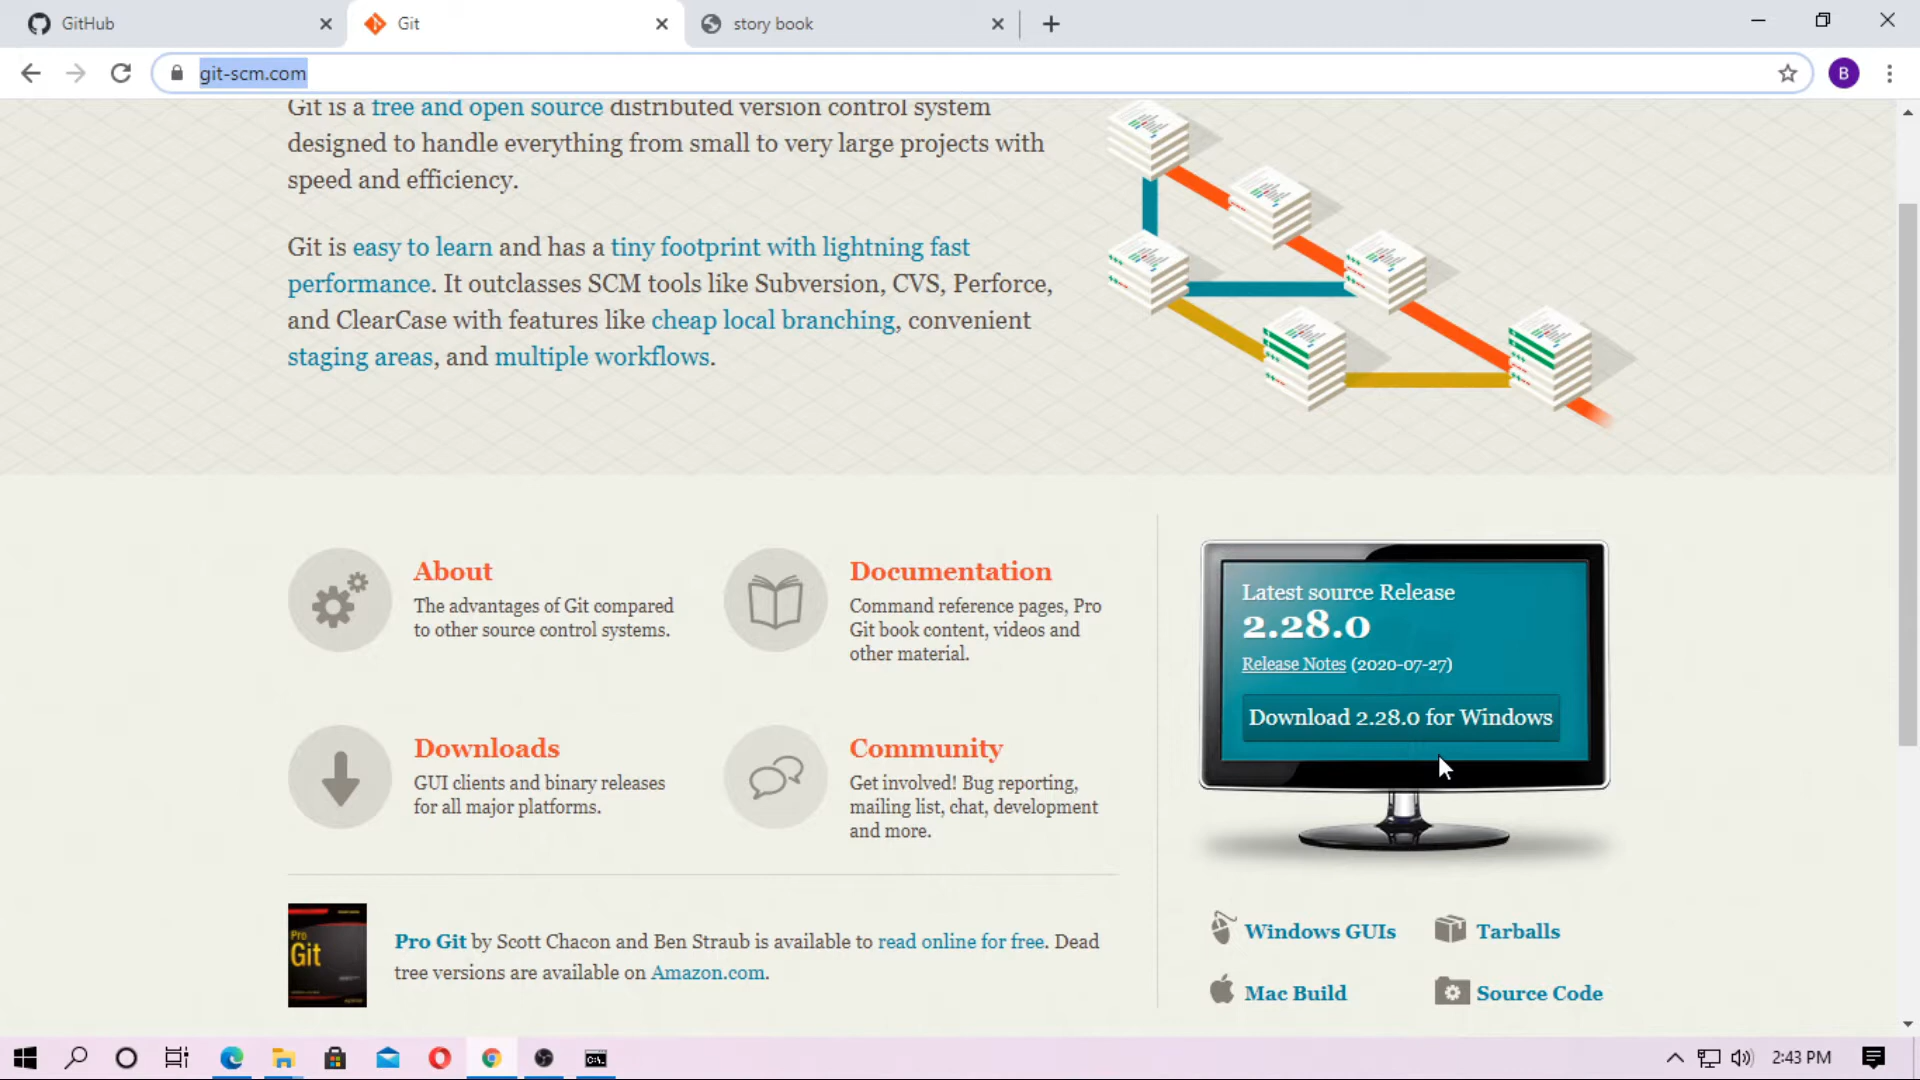 GitHub
Git
story book
git-scm.com
B
Git is a free and open source distributed version control system
designed to handle everything from small to very large projects with
speed and efficiency.
Git is easy to learn and has a tiny footprint with lightning fast
performance. It outclasses SCM tools like Subversion, CVS, Perforce,
and ClearCase with features like cheap local branching, convenient
staging areas, and multiple workflows.
About
The advantages of Git compared
to other source control systems.
Documentation
Command reference pages, Pro
Git book content, videos and
other material.
Downloads
GUI clients and binary releases
for all major platforms.
Community
Get involved! Bug reporting,
mailing list, chat, development
and more.
Latest source Release
2.28.0
Release Notes (2020-07-27)
Download 2.28.0 for Windows
Pro
Git
Pro Git by Scott Chacon and Ben Straub is available to read online for free. Dead
tree versions are available on Amazon.com.
Windows GUIs
Tarballs
Mac Build
Source Code
2:43 PM